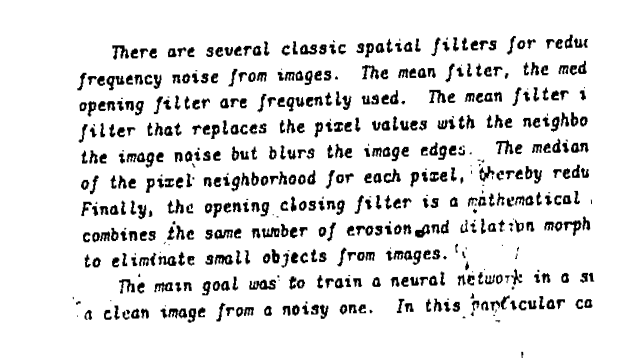 There are several classic spatial filters for reduc
frequency noise from images. The mean filter, the med
opening filter are frequently used. The mean filter i
filter that replaces the pixel values with the neighbo
the image noise but blurs the image edges. The median
of the pixel neighborhood for each pixel, thereby redu
Finally, the opening closing filter is a mathematical
combines the same number of erosion and dilation morph
to eliminate small objects from images.
The main goal was to train a neural network in a su
a clean image from a noisy one. In this particular ca